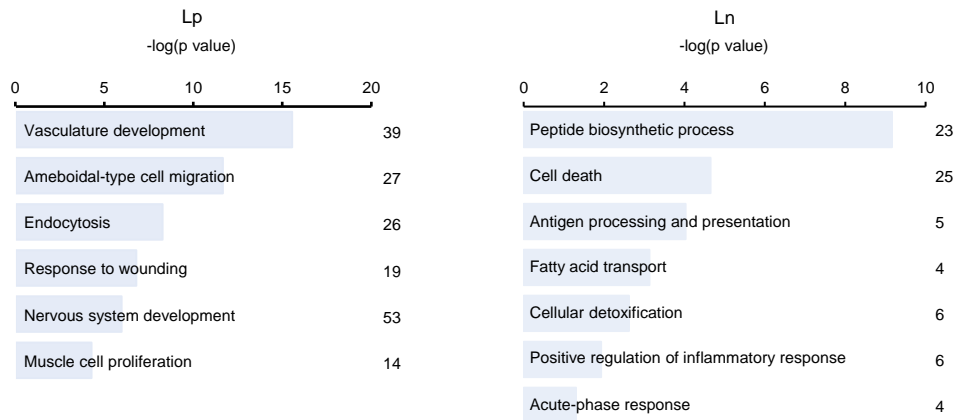 Lp
-log(p value)
0 5 10 15 20
Vasculature development 39
Ameboidal-type cell migration 27
Endocytosis 26
Response to wounding 19
Nervous system development 53
Muscle cell proliferation 14
Ln
-log(p value)
0 2 4 6 8 10
Peptide biosynthetic process 23
Cell death 25
Antigen processing and presentation 5
Fatty acid transport 4
Cellular detoxification 6
Positive regulation of inflammatory response 6
Acute-phase response 4